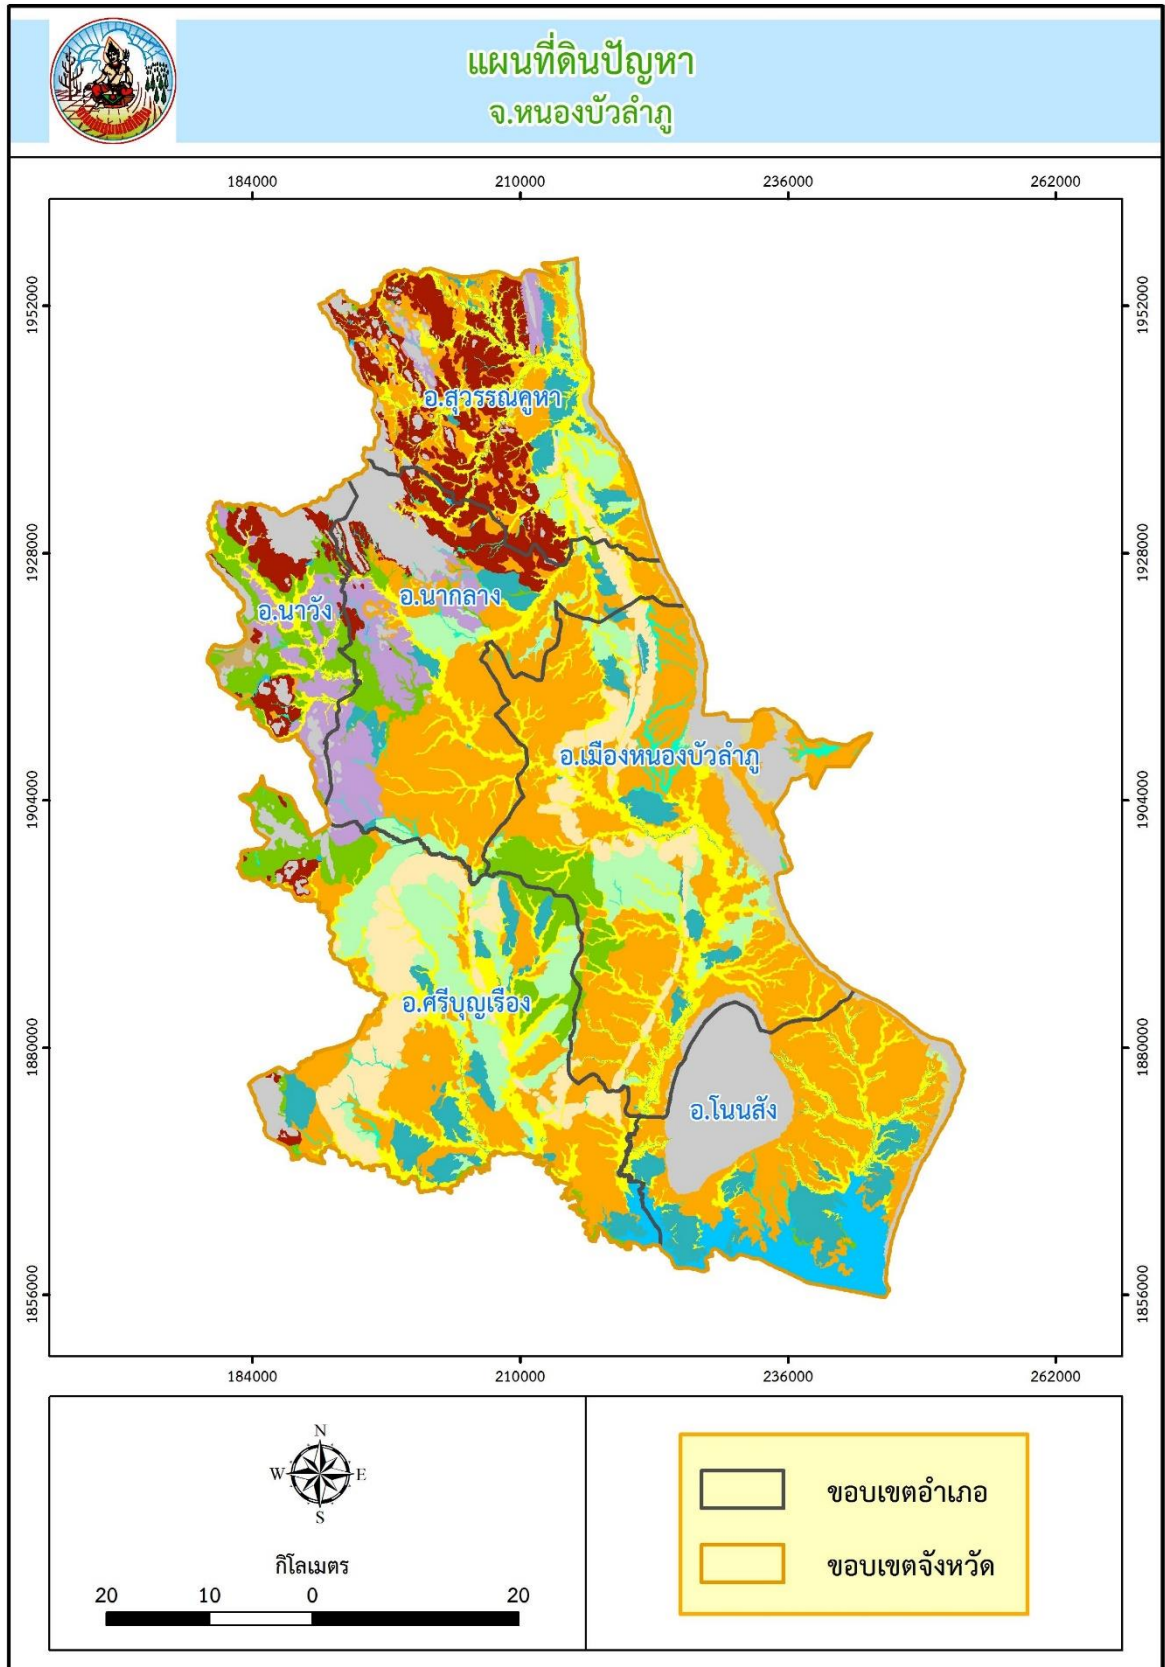 แผนที่ดินปัญหา
จ.หนองบัวลำภู
184000 210000 236000 262000
1952000 1952000
อ.สุวรรณคูหา
1928000 1928000
อ.นาวัง อ.นากลาง
อ.เมืองหนองบัวลำภู
1904000 1904000
อ.ศรีบุญเรือง
1880000 1880000
อ.โนนสัง
1856000 1856000
184000 210000 236000 262000
N
W E
S
กิโลเมตร
20 10 0 20
ขอบเขตอำเภอ
ขอบเขตจังหวัด